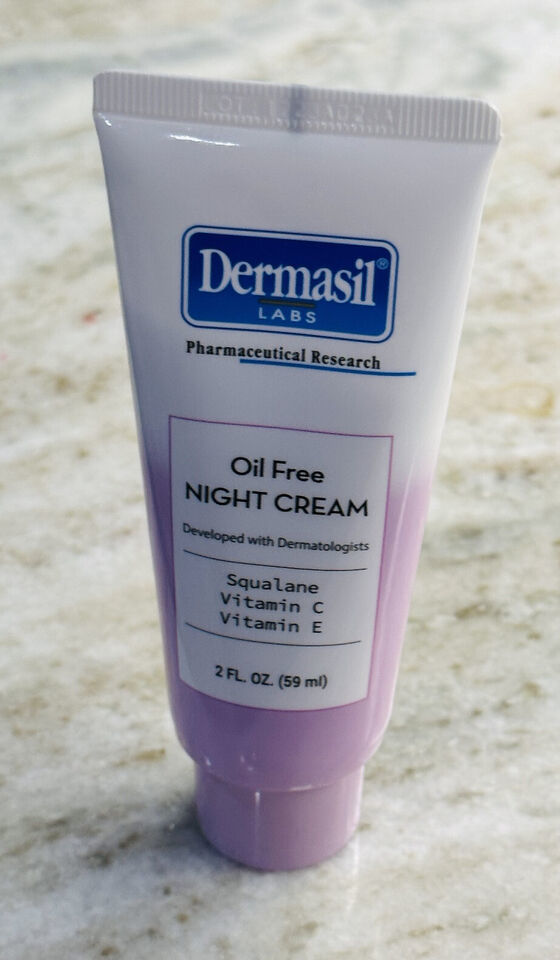 Dermasil®
LABS
Pharmaceutical Research
Oil Free
NIGHT CREAM
Developed with Dermatologists
Squalane
Vitamin C
Vitamin E
2 FL. OZ. (59 ml)